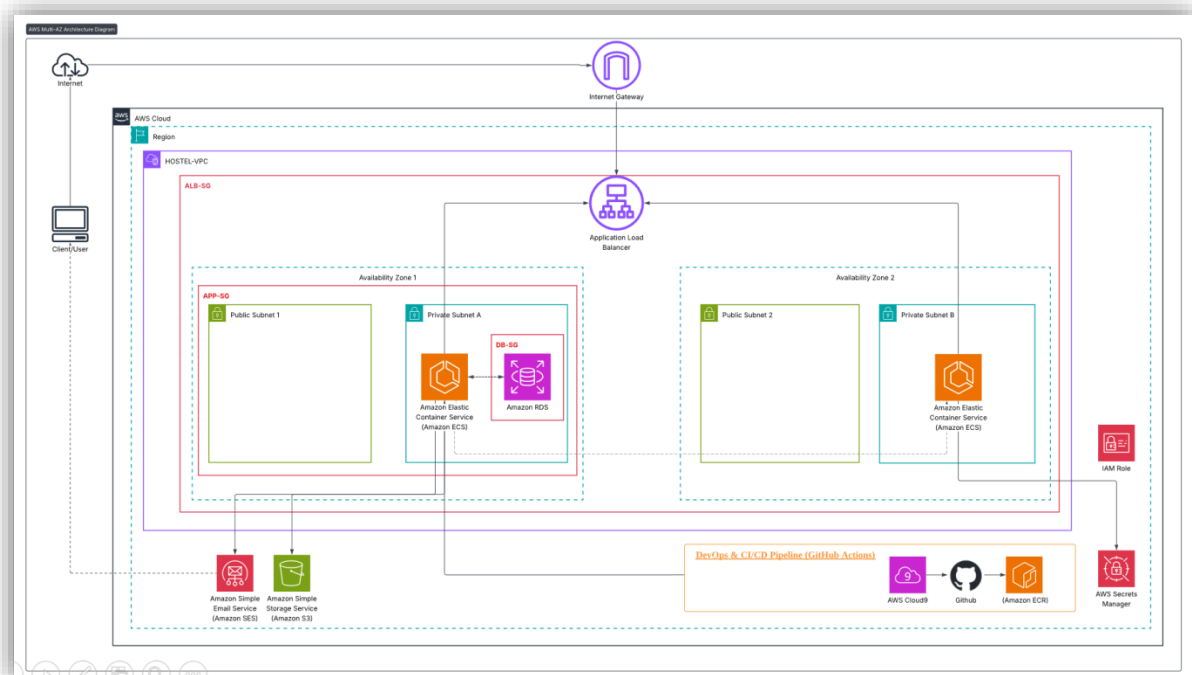 AWS Multi-AZ Architecture Diagram
Internet
Internet Gateway
aws
AWS Cloud
Region
HOSTEL-VPC
ALB-SG
Client/User
Application Load
Balancer
Availability Zone 1
Availability Zone 2
APP-SG
Public Subnet 1
Private Subnet A
Public Subnet 2
Private Subnet B
DB-SG
Amazon Elastic
Container Service
(Amazon ECS)
Amazon RDS
Amazon Elastic
Container Service
(Amazon ECS)
IAM Role
DevOps & CI/CD Pipeline (GitHub Actions)
9
Amazon Simple
Email Service
(Amazon SES)
Amazon Simple
Storage Service
(Amazon S3)
AWS Cloud9
Github
(Amazon ECR)
AWS Secrets
Manager